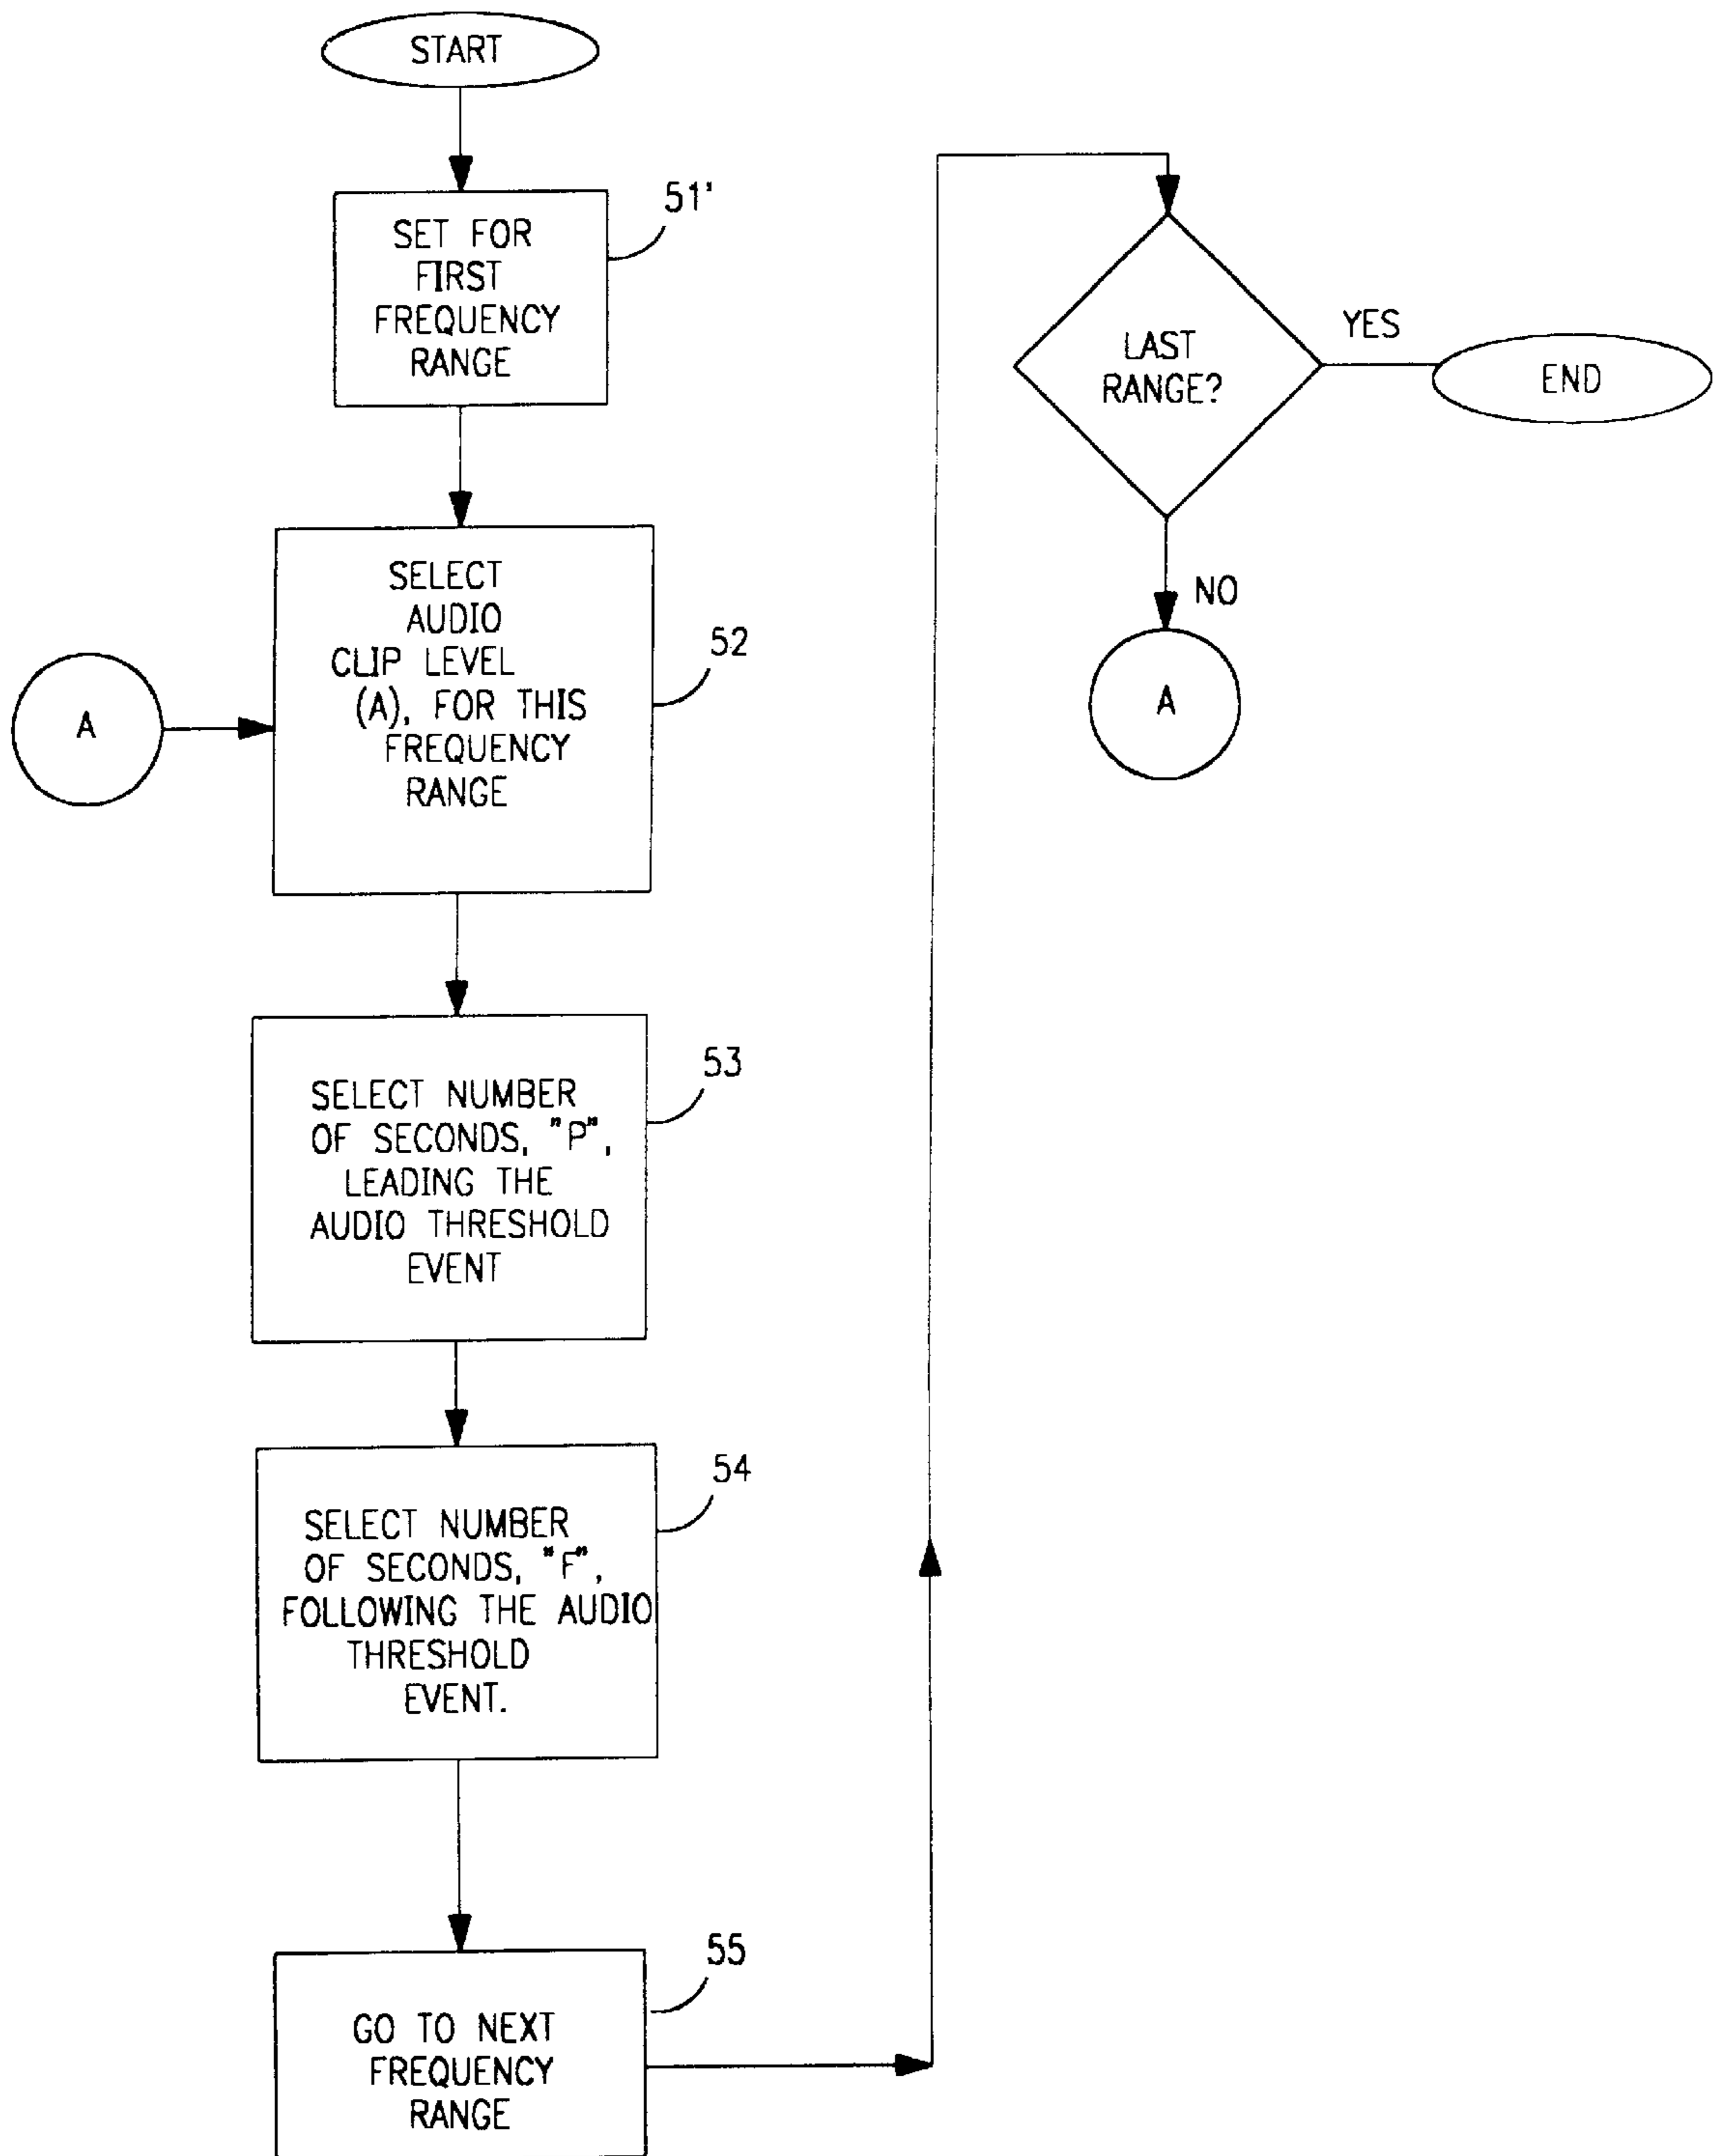 START
51'
SET FOR
FIRST
FREQUENCY
RANGE
SELECT
AUDIO
CLIP LEVEL
(A), FOR THIS
FREQUENCY
RANGE
52
A
53
SELECT NUMBER
OF SECONDS, "P",
LEADING THE
AUDIO THRESHOLD
EVENT
54
SELECT NUMBER
OF SECONDS, "F",
FOLLOWING THE AUDIO
THRESHOLD
EVENT.
55
GO TO NEXT
FREQUENCY
RANGE
LAST
RANGE?
YES
END
NO
A